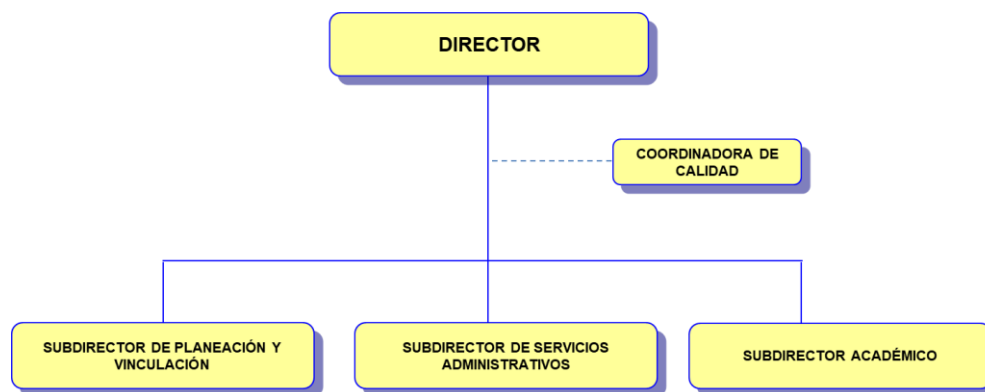 DIRECTOR
COORDINADORA DE
CALIDAD
SUBDIRECTOR DE PLANEACIÓN Y
VINCULACIÓN
SUBDIRECTOR DE SERVICIOS
ADMINISTRATIVOS
SUBDIRECTOR ACADÉMICO